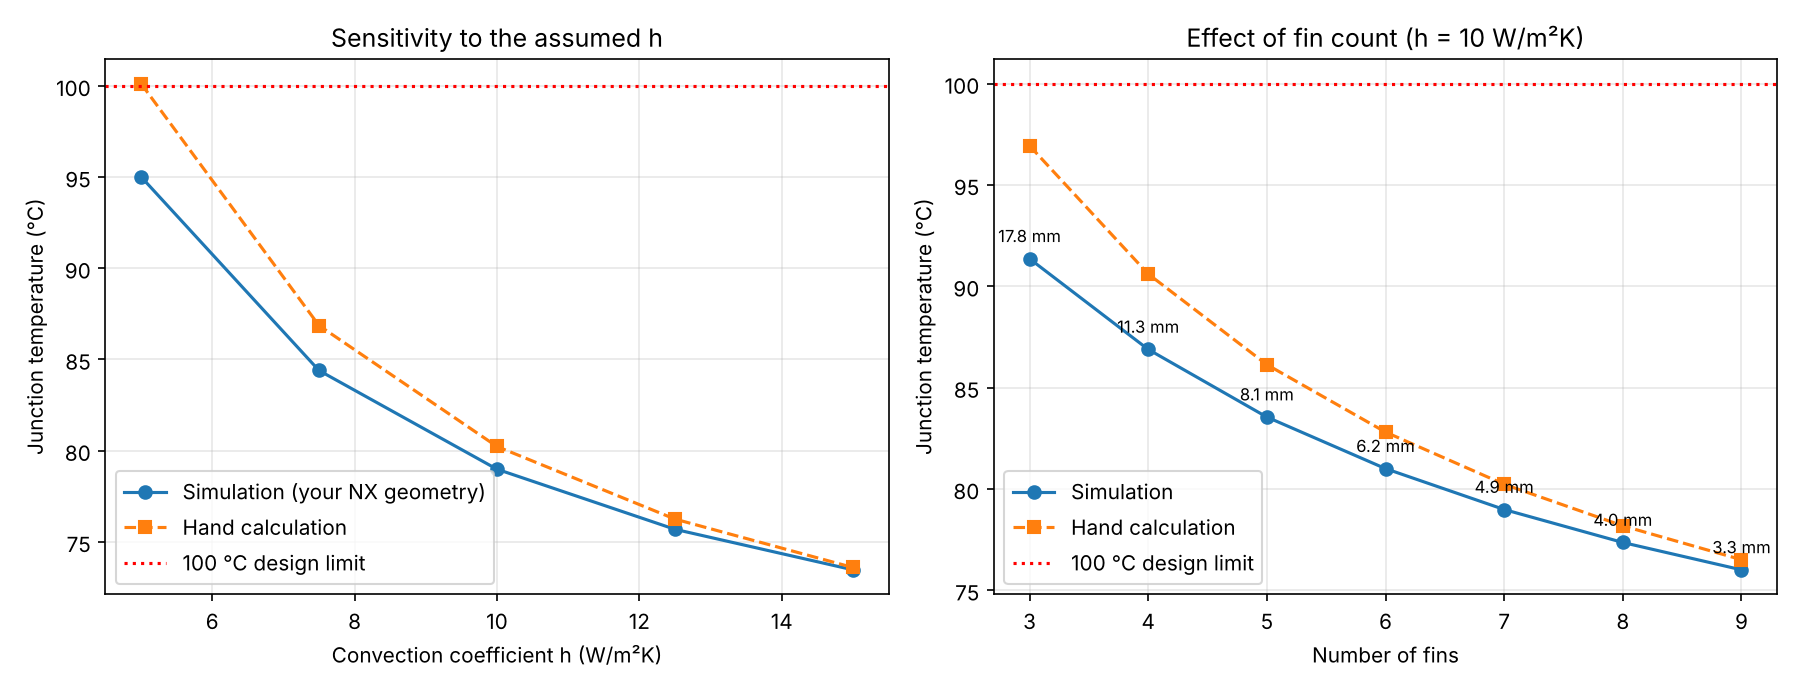 Sensitivity to the assumed h
Junction temperature (°C)
100
95
90
85
80
75
Simulation (your NX geometry)
Hand calculation
100 °C design limit
6
8
10
12
14
Convection coefficient h (W/m²K)
Effect of fin count (h = 10 W/m²K)
Junction temperature (°C)
100
95
90
85
80
75
17.8 mm
11.3 mm
8.1 mm
6.2 mm
4.9 mm
4.0 mm
3.3 mm
Simulation
Hand calculation
100 °C design limit
3
4
5
6
7
8
9
Number of fins